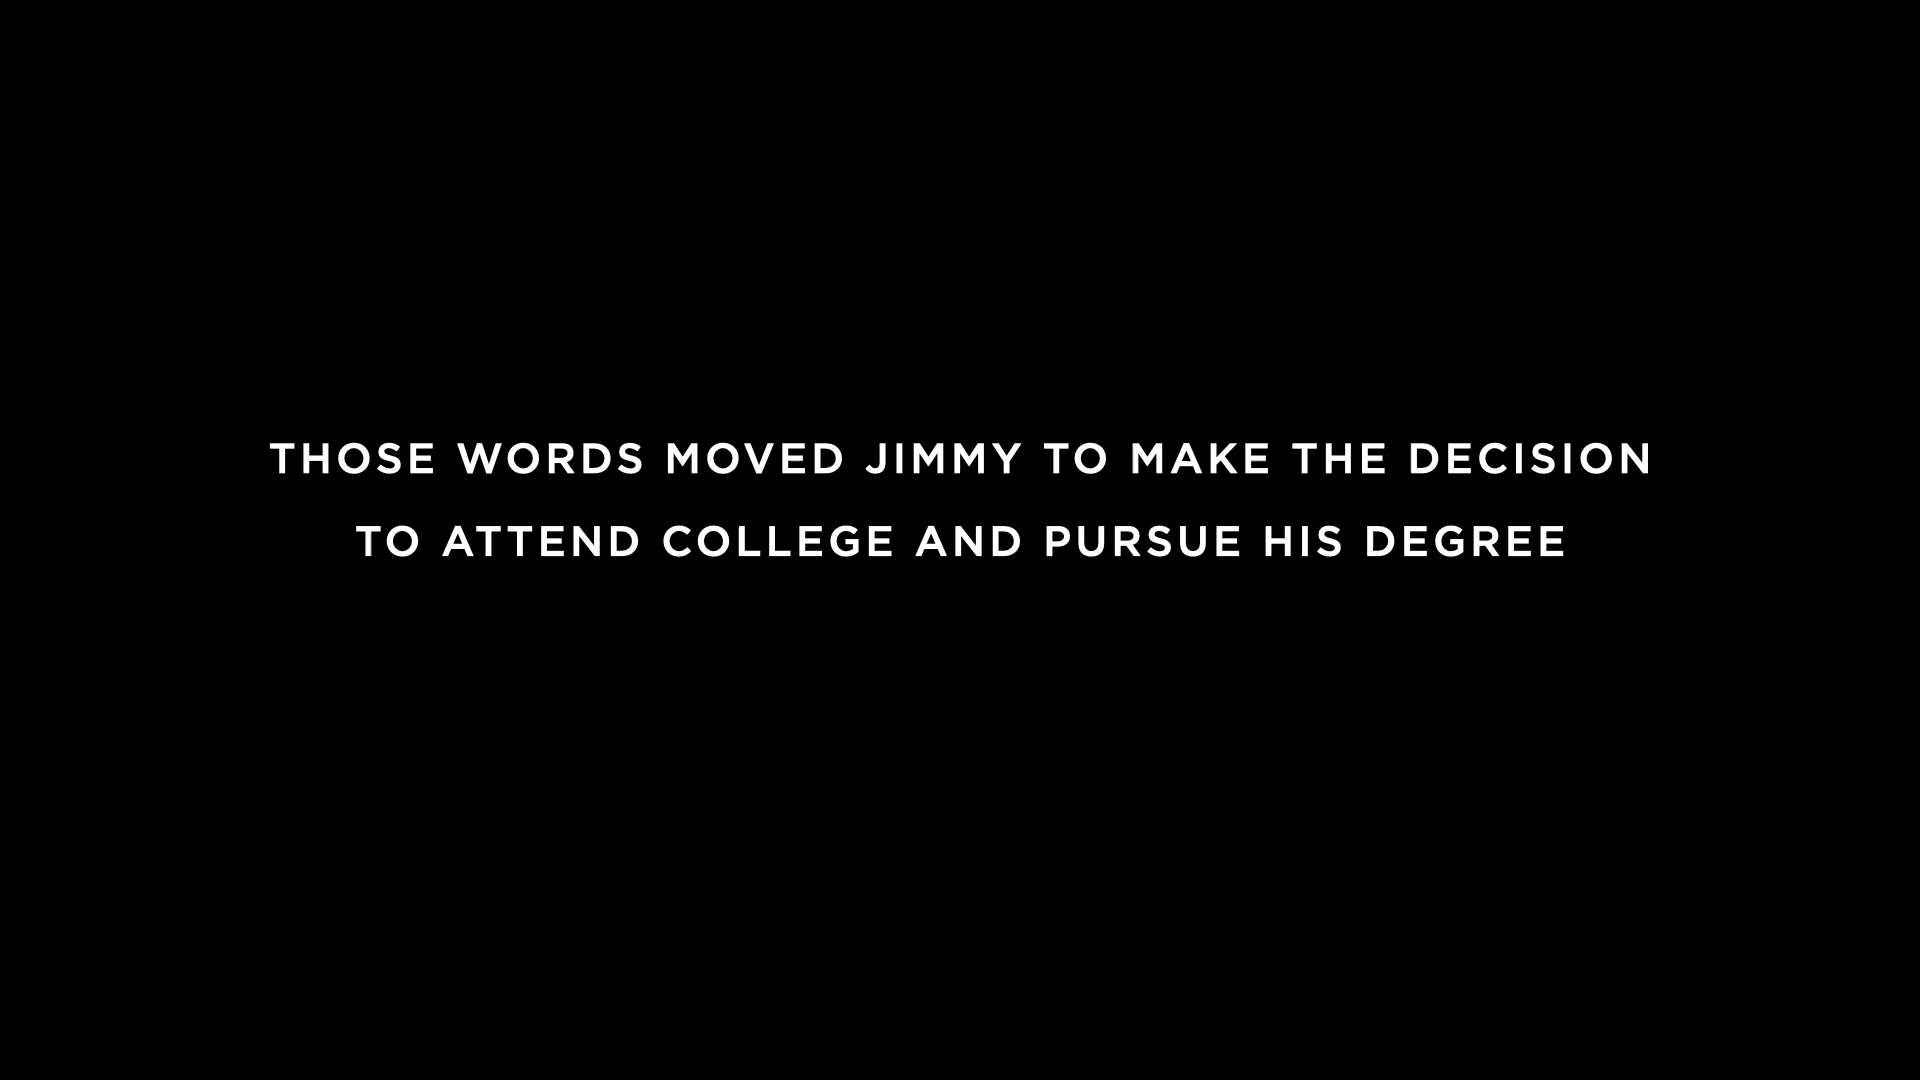 THOSE WORDS MOVED JIMMY TO MAKE THE DECISION
TO ATTEND COLLEGE AND PURSUE HIS DEGREE